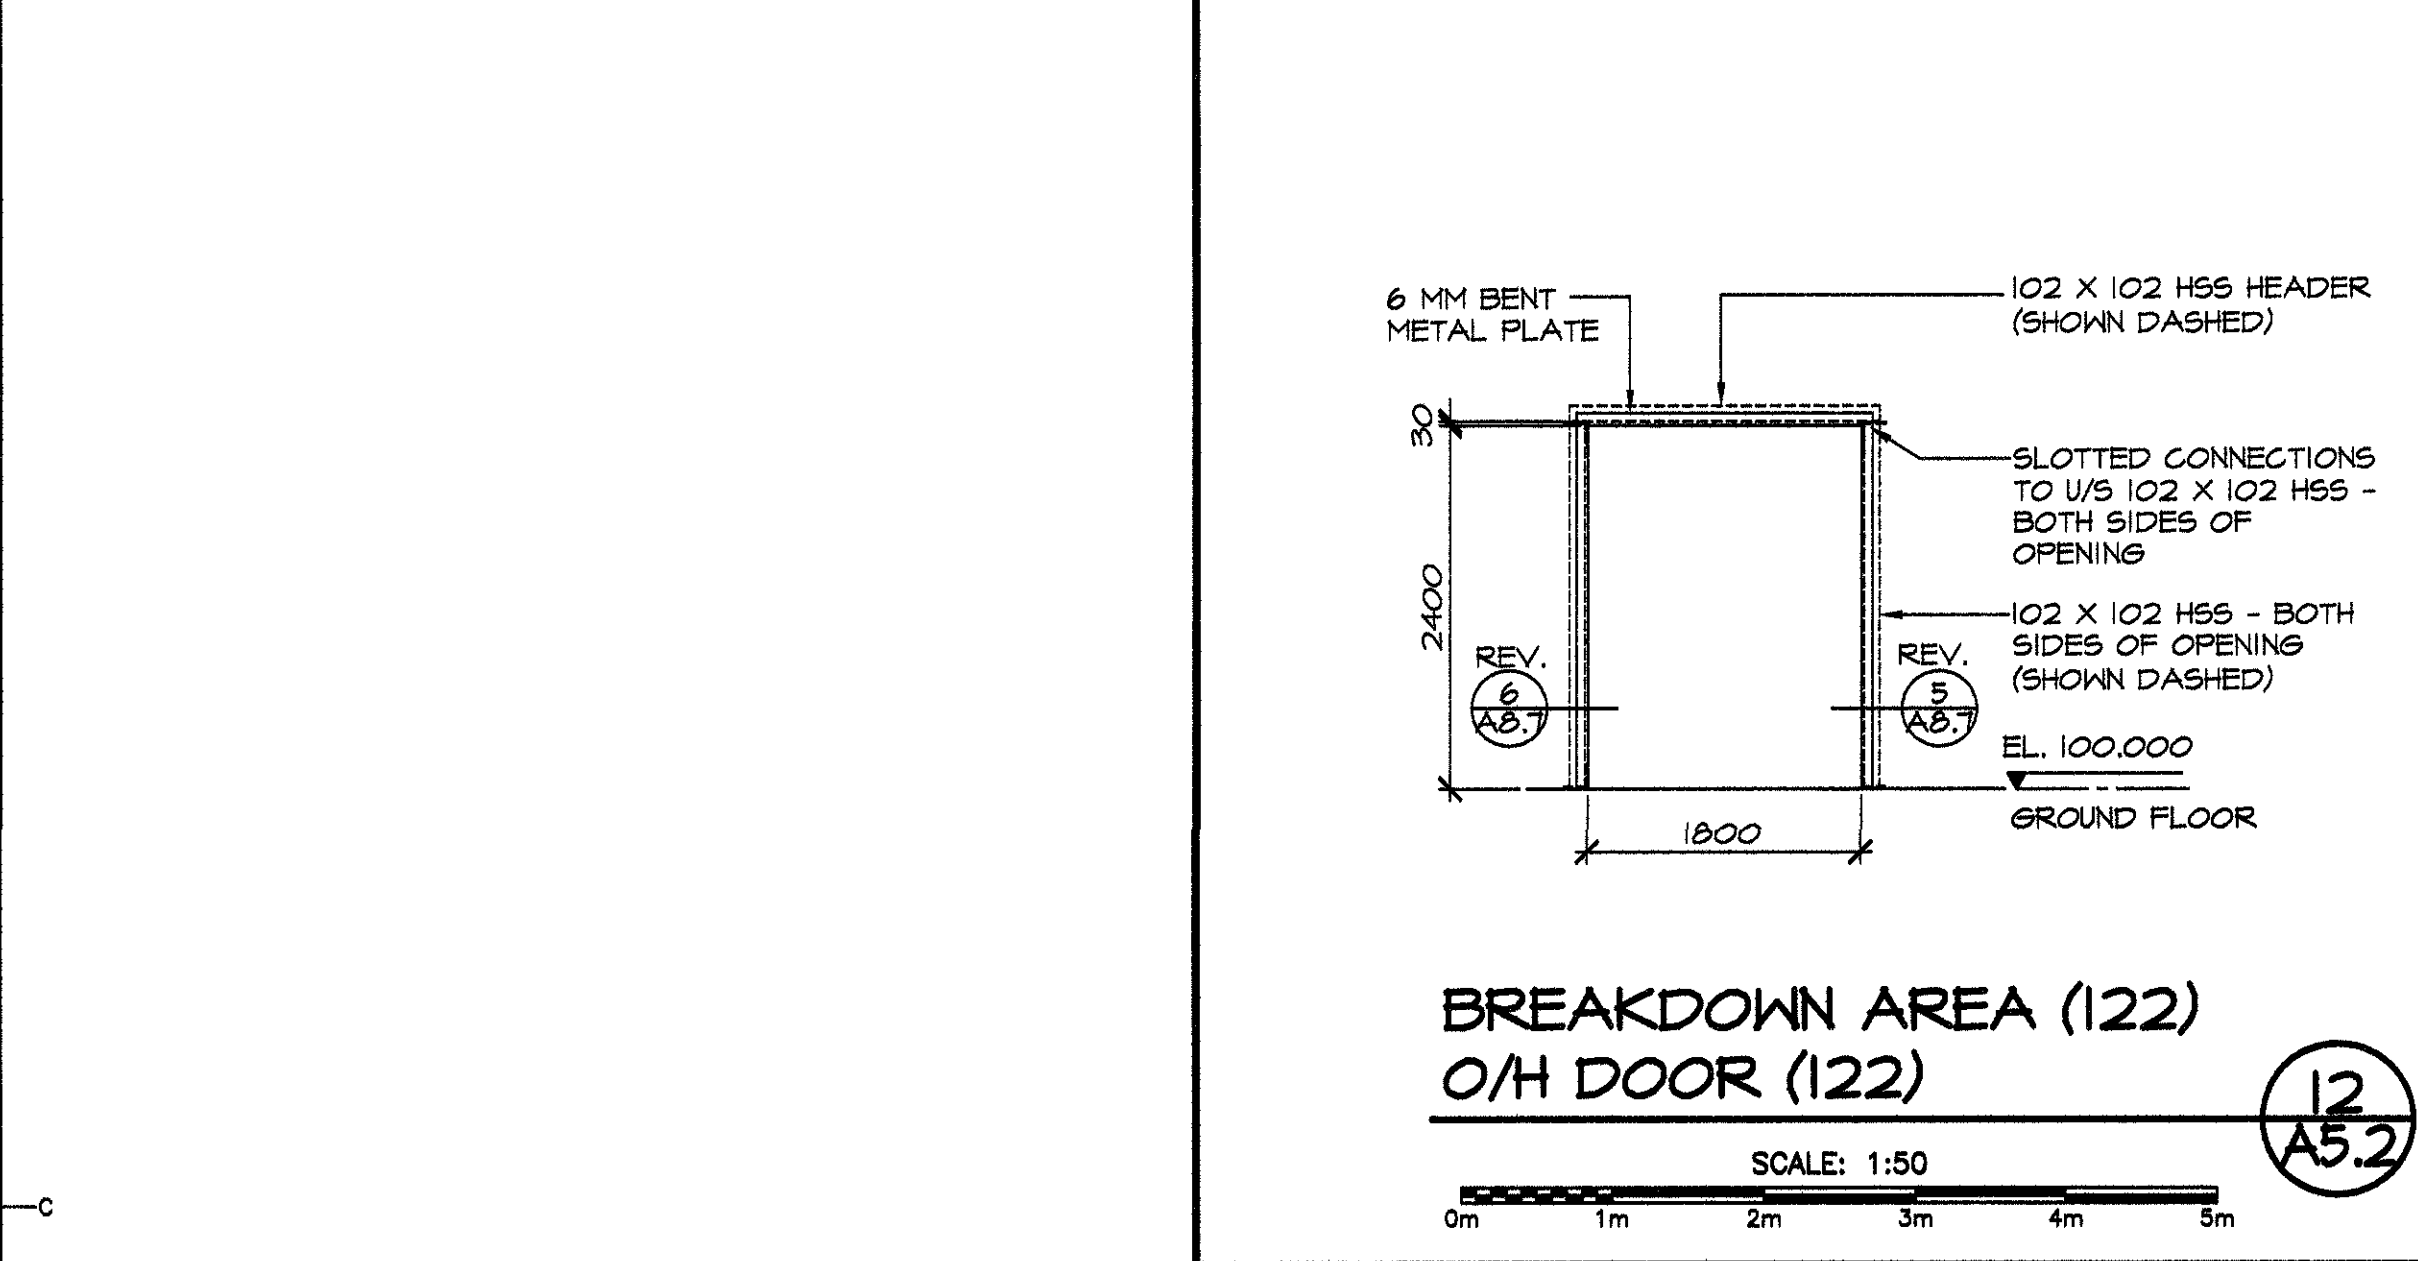 6 MM BENT
METAL PLATE
102 X 102 HSS HEADER
(SHOWN DASHED)
30
SLOTTED CONNECTIONS
TO U/S 102 X 102 HSS -
BOTH SIDES OF
OPENING
2400
102 X 102 HSS - BOTH
SIDES OF OPENING
(SHOWN DASHED)
REV.
6
A8.7
REV.
5
A8.7
EL. 100.000
GROUND FLOOR
1800
BREAKDOWN AREA (122)
O/H DOOR (122)
12
A5.2
SCALE: 1:50
0m 1m 2m 3m 4m 5m
C